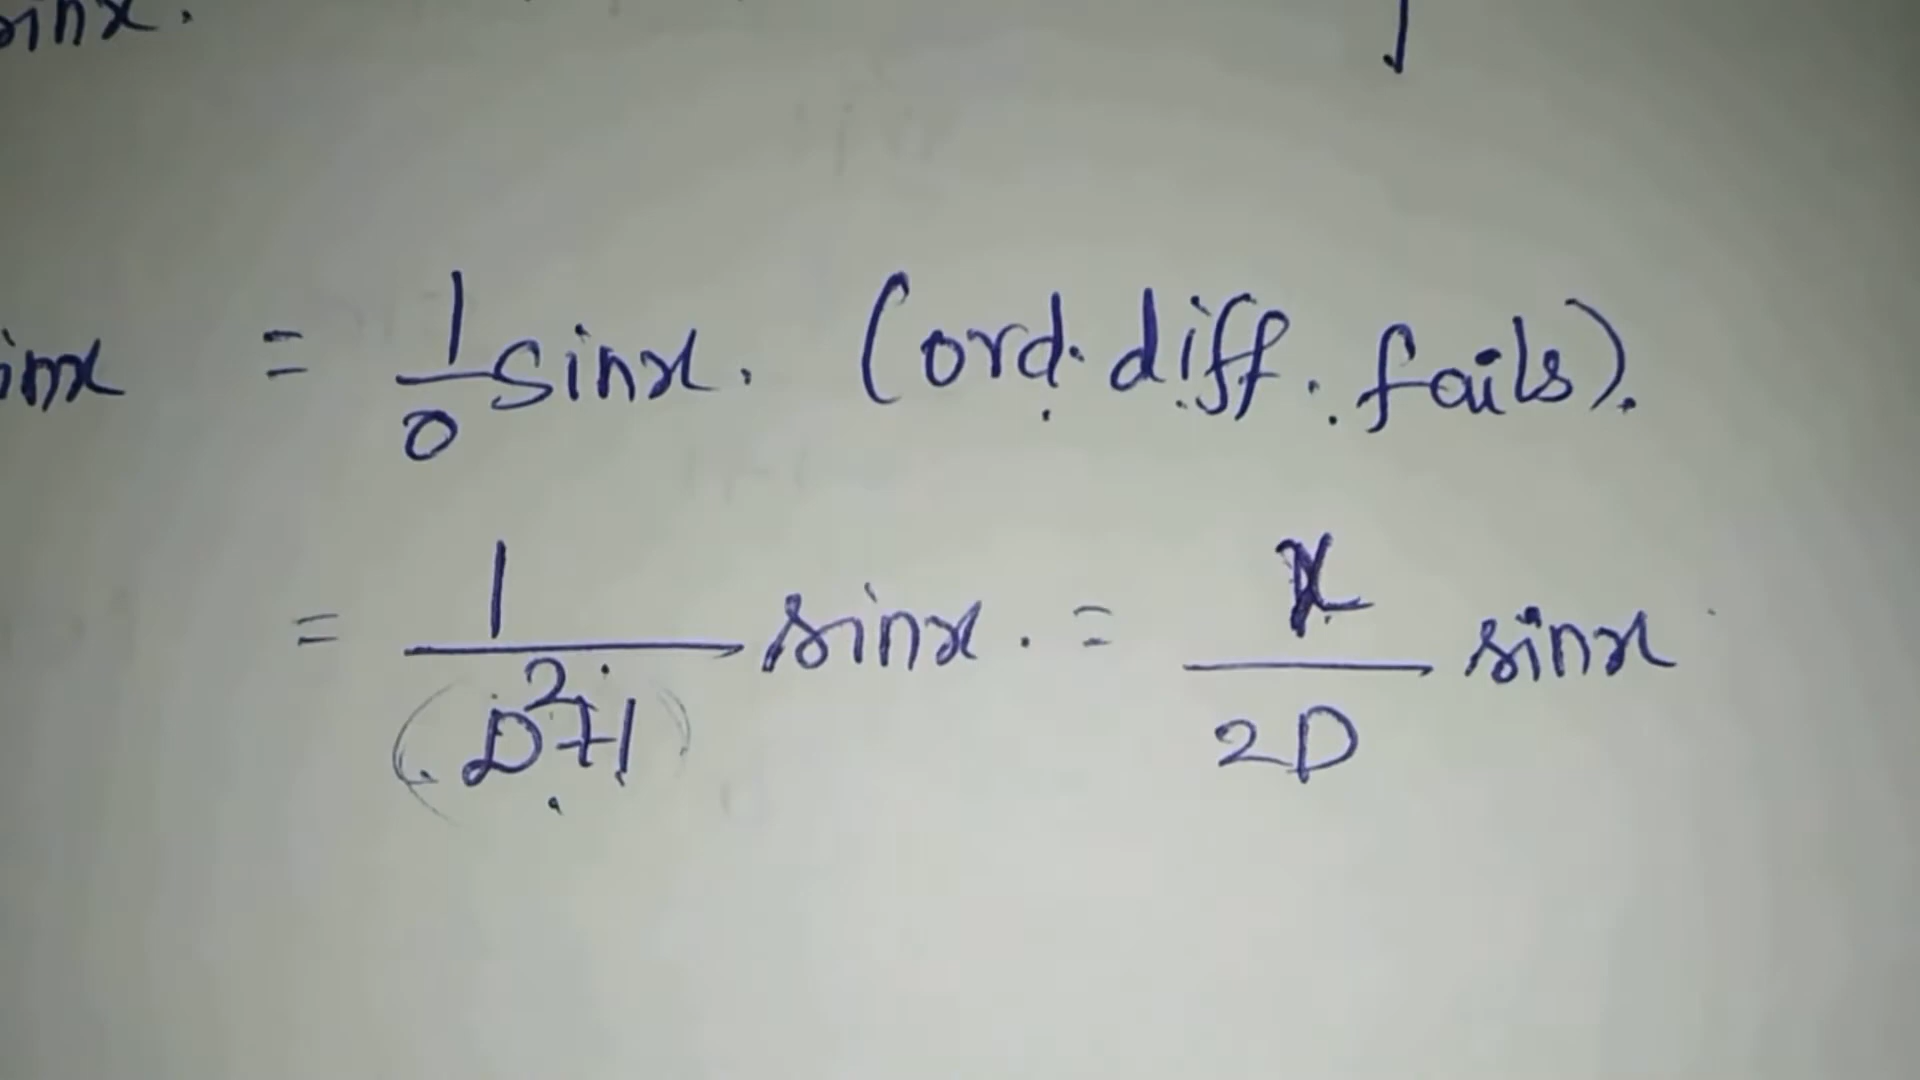 sinx.
inx = 1/0 sinx. (ord. diff. fails).
= 1/(D²+1) sinx. = x/2D sinx